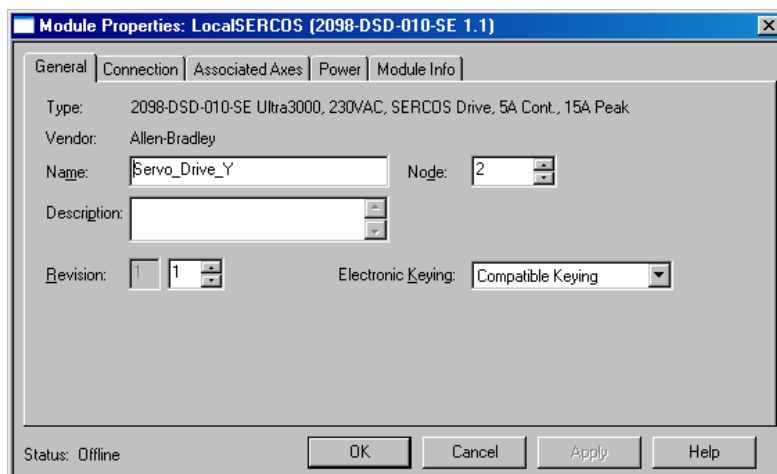 Module Properties: LocalSERCOS (2098-DSD-010-SE 1.1)
General Connection Associated Axes Power Module Info
Type: 2098-DSD-010-SE Ultra3000, 230VAC, SERCOS Drive, 5A Cont., 15A Peak
Vendor: Allen-Bradley
Name: Servo_Drive_Y Node: 2
Description:
Revision: 1 1 Electronic Keying: Compatible Keying
Status: Offline OK Cancel Apply Help